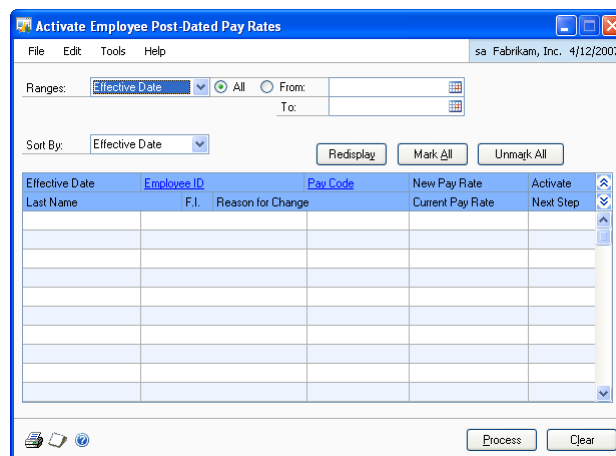 Activate Employee Post-Dated Pay Rates
File Edit Tools Help sa Fabrikam, Inc. 4/12/2007
Ranges: Effective Date All From:
To:
Sort By: Effective Date Redisplay Mark All Unmark All
Effective Date Employee ID Pay Code New Pay Rate Activate
Last Name F.I. Reason for Change Current Pay Rate Next Step
Process Clear